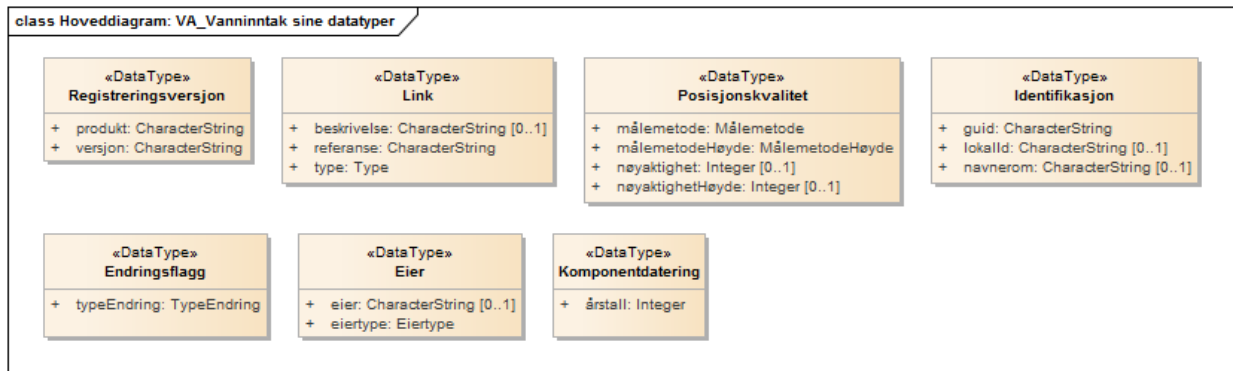 class Hoveddiagram: VA_Vanninntak sine datatyper
«DataType»
Registreringsversjon
+ produkt: CharacterString
+ versjon: CharacterString
«DataType»
Link
+ beskrivelse: CharacterString [0..1]
+ referanse: CharacterString
+ type: Type
«DataType»
Posisjonskvalitet
+ målemetode: Målemetode
+ målemetodeHøyde: MålemetodeHøyde
+ nøyaktighet: Integer [0..1]
+ nøyaktighetHøyde: Integer [0..1]
«DataType»
Identifikasjon
+ guid: CharacterString
+ lokalId: CharacterString [0..1]
+ navnerom: CharacterString [0..1]
«DataType»
Endringsflagg
+ typeEndring: TypeEndring
«DataType»
Eier
+ eier: CharacterString [0..1]
+ eiertype: Eiertype
«DataType»
Komponentdatering
+ årstall: Integer